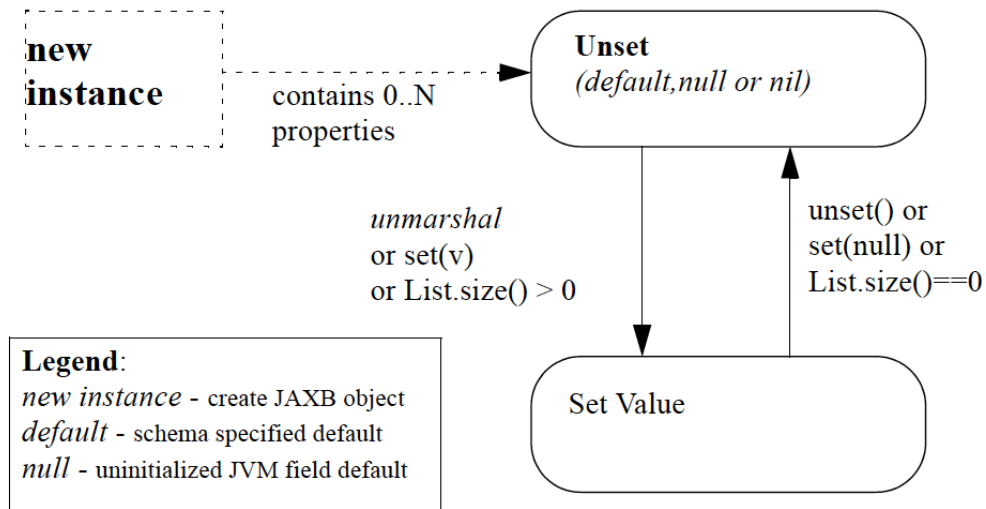 new
instance
contains 0..N
properties
Unset
(default,null or nil)
unmarshal
or set(v)
or List.size() > 0
unset() or
set(null) or
List.size()==0
Set Value
Legend:
new instance - create JAXB object
default - schema specified default
null - uninitialized JVM field default